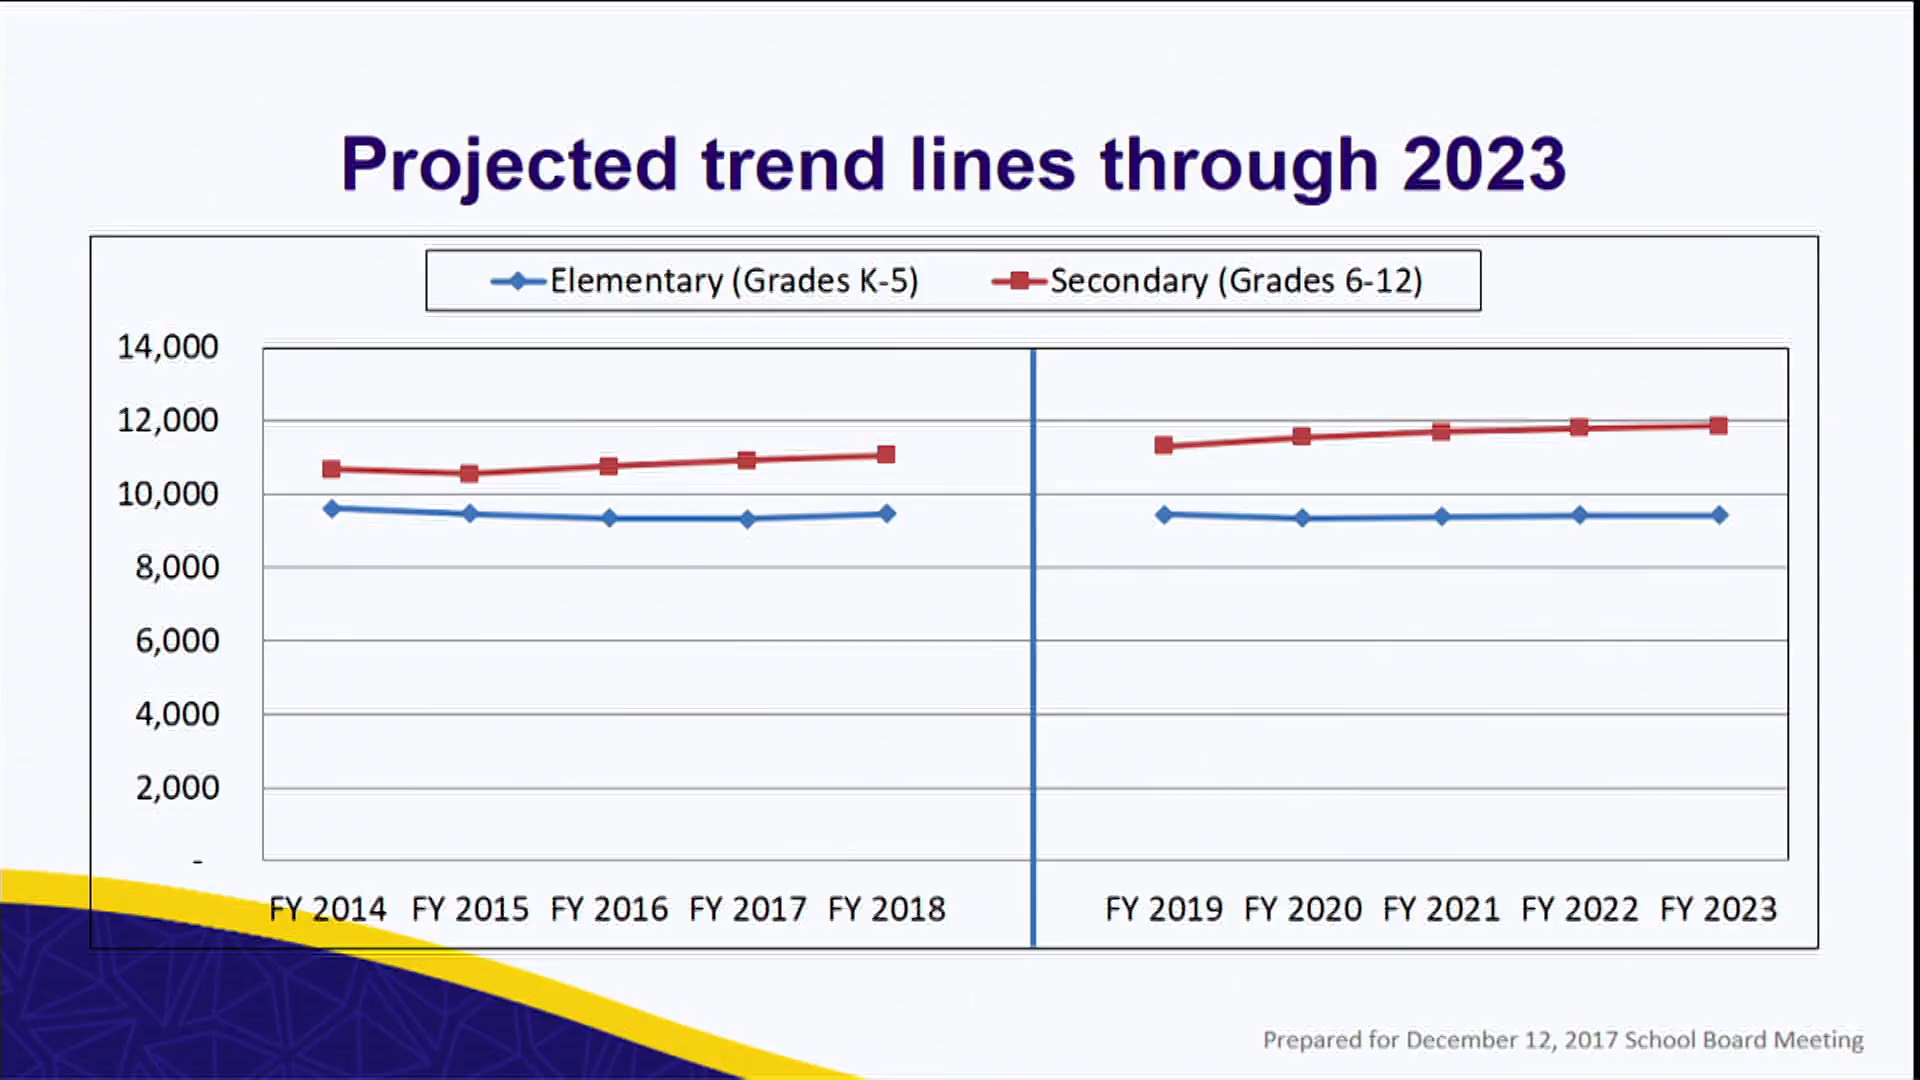 Projected trend lines through 2023
Elementary (Grades K-5) Secondary (Grades 6-12)
14,000
12,000
10,000
8,000
6,000
4,000
2,000
-
FY 2014 FY 2015 FY 2016 FY 2017 FY 2018 FY 2019 FY 2020 FY 2021 FY 2022 FY 2023
Prepared for December 12, 2017 School Board Meeting